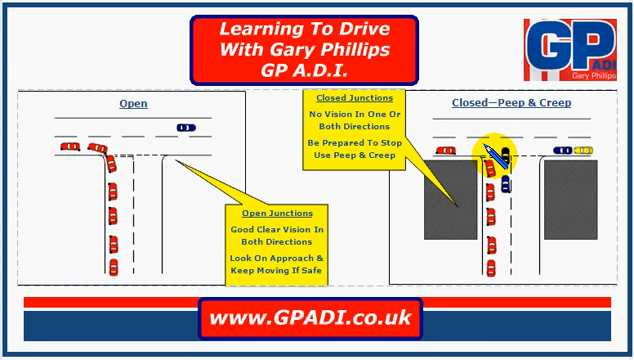 Learning To Drive
With Gary Phillips
GP A.D.I.
GP
ADI
Gary Phillips
Open
Open Junctions
Good Clear Vision In
Both Directions
Look On Approach &
Keep Moving If Safe
Closed Junctions
No Vision In One Or
Both Directions
Be Prepared To Stop
Use Peep & Creep
Closed—Peep & Creep
www.GPADI.co.uk